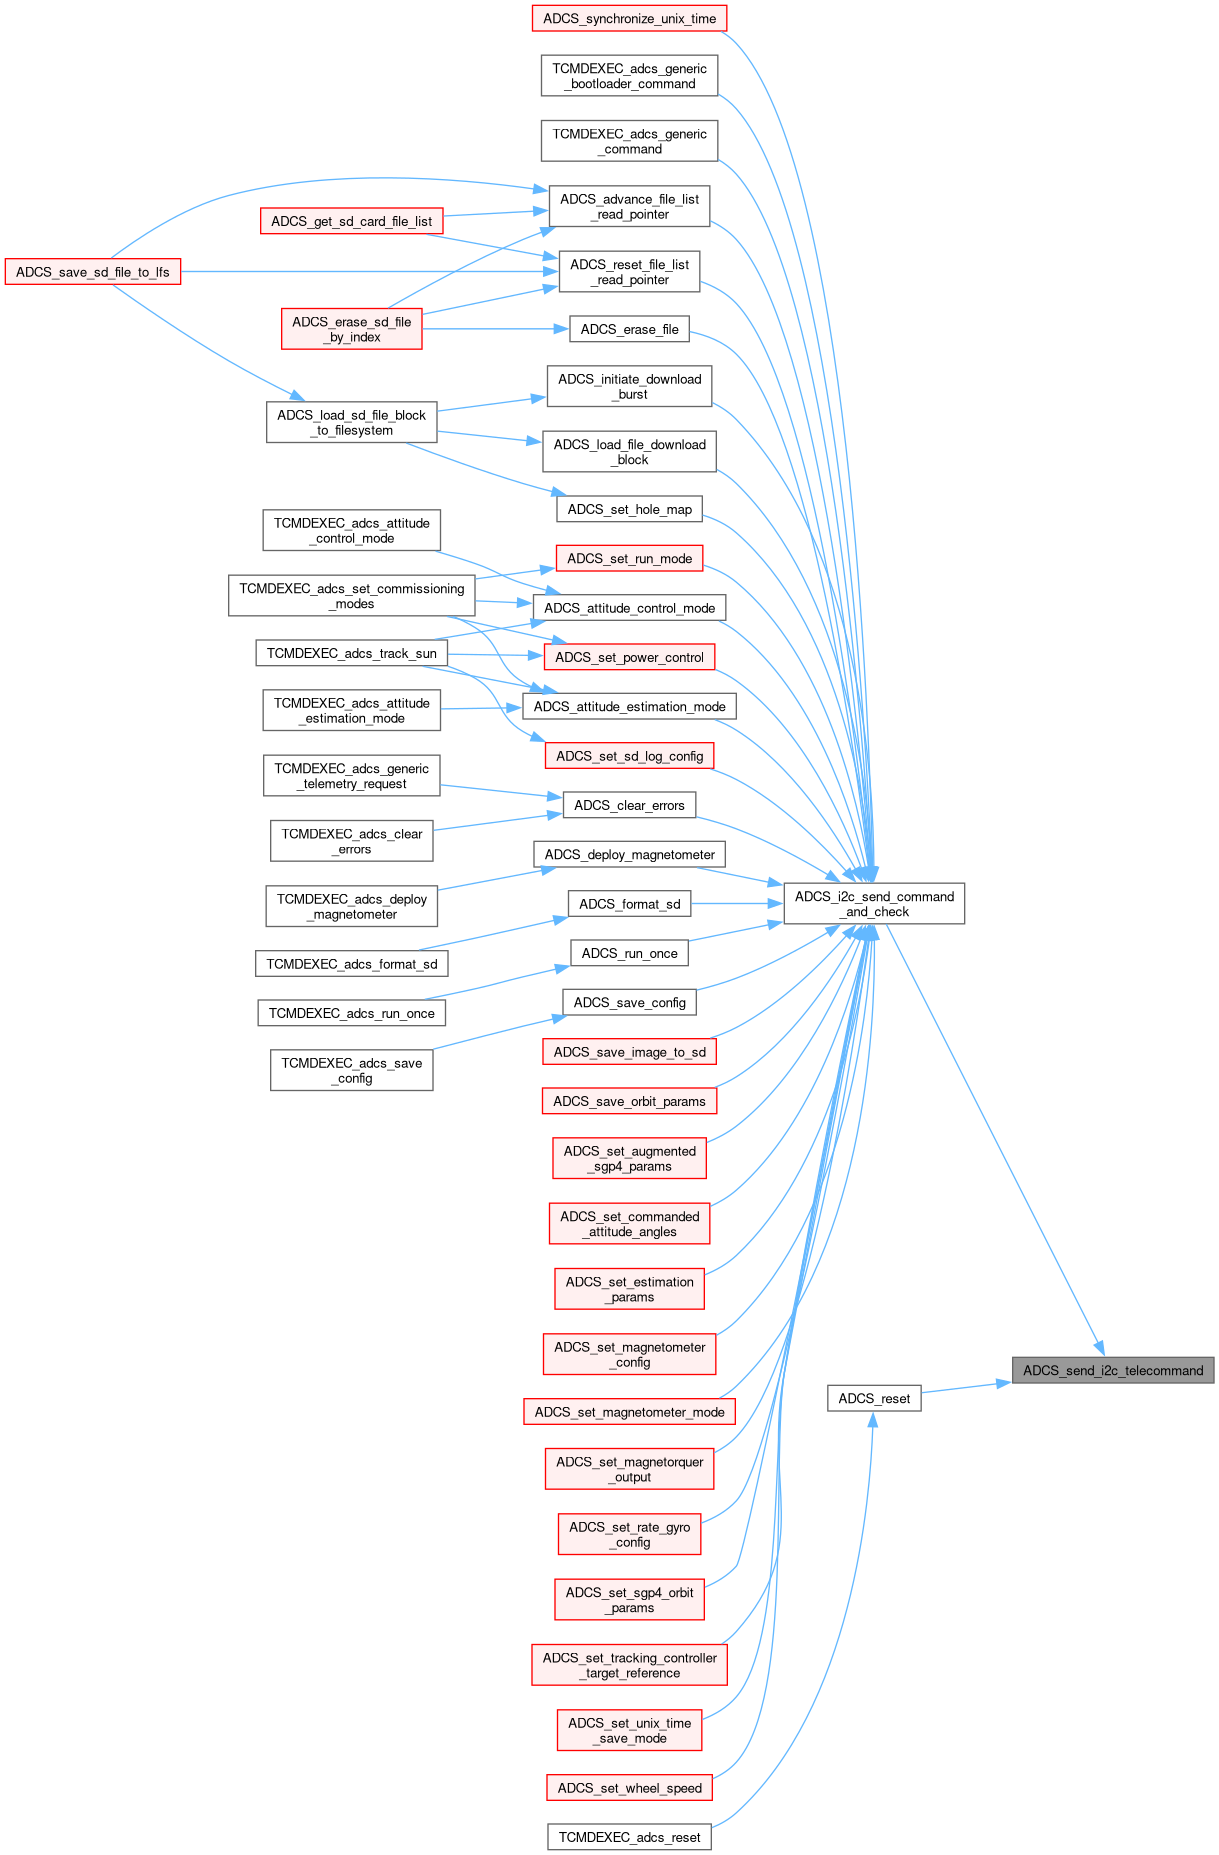 ADCS_synchronize_unix_time
TCMDEXEC_adcs_generic
_bootloader_command
TCMDEXEC_adcs_generic
_command
ADCS_advance_file_list
_read_pointer
ADCS_get_sd_card_file_list
ADCS_reset_file_list
_read_pointer
ADCS_save_sd_file_to_lfs
ADCS_erase_sd_file
_by_index
ADCS_erase_file
ADCS_initiate_download
_burst
ADCS_load_sd_file_block
_to_filesystem
ADCS_load_file_download
_block
ADCS_set_hole_map
TCMDEXEC_adcs_attitude
_control_mode
ADCS_set_run_mode
TCMDEXEC_adcs_set_commissioning
_modes
ADCS_attitude_control_mode
TCMDEXEC_adcs_track_sun
ADCS_set_power_control
TCMDEXEC_adcs_attitude
_estimation_mode
ADCS_attitude_estimation_mode
ADCS_set_sd_log_config
TCMDEXEC_adcs_generic
_telemetry_request
ADCS_clear_errors
TCMDEXEC_adcs_clear
_errors
ADCS_deploy_magnetometer
TCMDEXEC_adcs_deploy
_magnetometer
ADCS_format_sd
ADCS_i2c_send_command
_and_check
TCMDEXEC_adcs_format_sd
ADCS_run_once
TCMDEXEC_adcs_run_once
ADCS_save_config
TCMDEXEC_adcs_save
_config
ADCS_save_image_to_sd
ADCS_save_orbit_params
ADCS_set_augmented
_sgp4_params
ADCS_set_commanded
_attitude_angles
ADCS_set_estimation
_params
ADCS_set_magnetometer
_config
ADCS_send_i2c_telecommand
ADCS_reset
ADCS_set_magnetometer_mode
ADCS_set_magnetorquer
_output
ADCS_set_rate_gyro
_config
ADCS_set_sgp4_orbit
_params
ADCS_set_tracking_controller
_target_reference
ADCS_set_unix_time
_save_mode
ADCS_set_wheel_speed
TCMDEXEC_adcs_reset